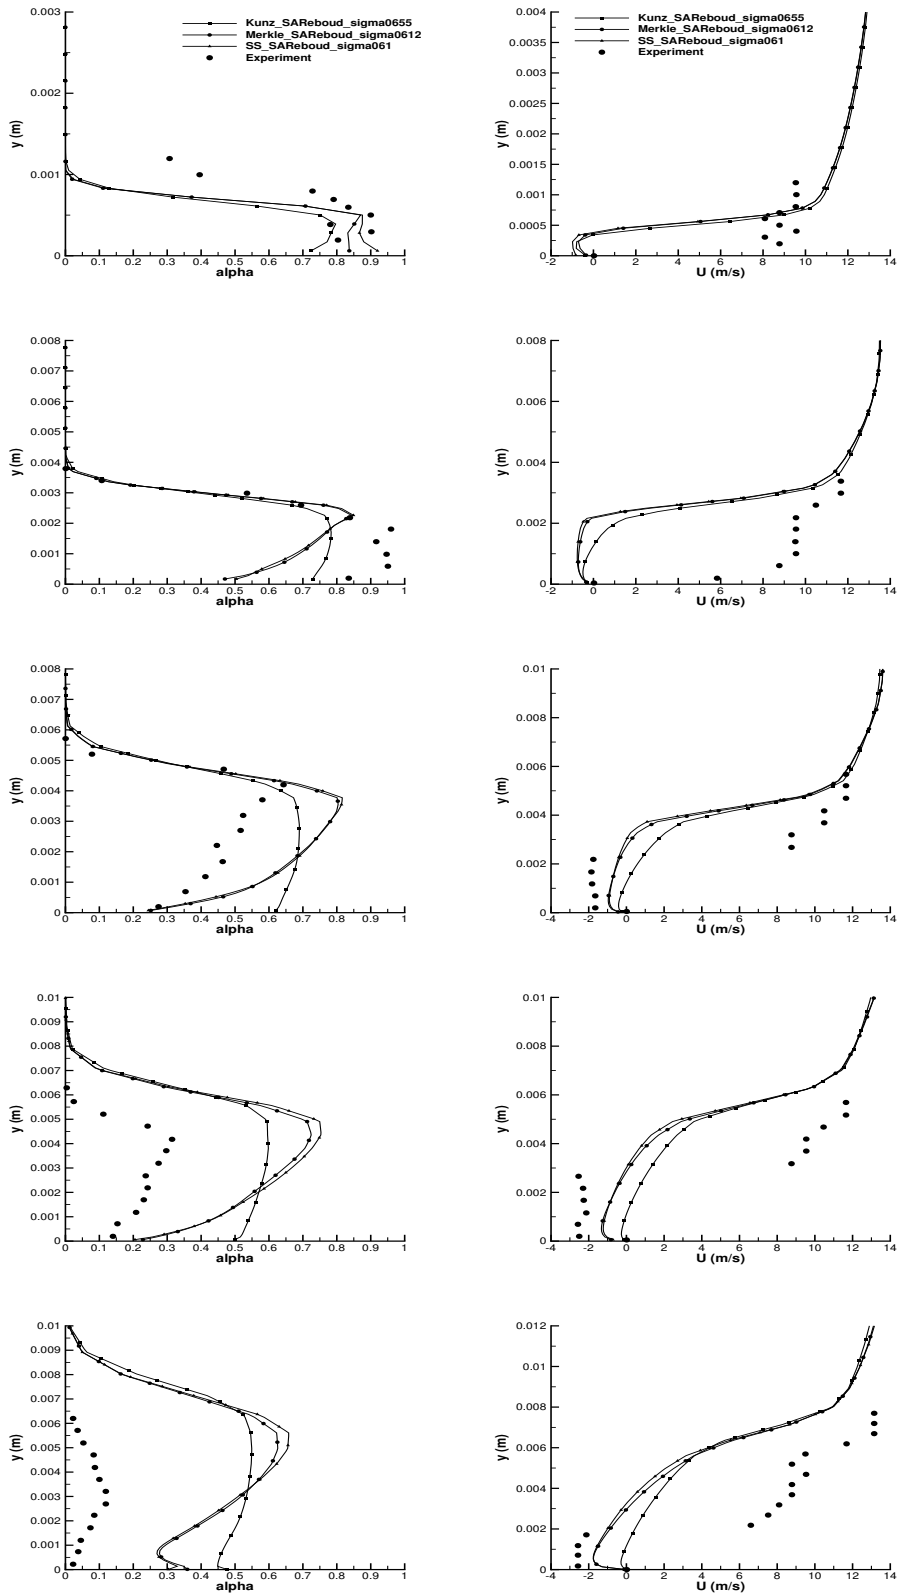 Kunz_SAReboud_sigma0655
Merkle_SAReboud_sigma0612
SS_SAReboud_sigma061
Experiment
y (m)
0.003
0.002
0.001
0
0 0.1 0.2 0.3 0.4 0.5 0.6 0.7 0.8 0.9 1
alpha
Kunz_SAReboud_sigma0655
Merkle_SAReboud_sigma0612
SS_SAReboud_sigma061
Experiment
y (m)
0.004
0.0035
0.003
0.0025
0.002
0.0015
0.001
0.0005
0
-2 0 2 4 6 8 10 12 14
U (m/s)
y (m)
0.008
0.007
0.006
0.005
0.004
0.003
0.002
0.001
0
0 0.1 0.2 0.3 0.4 0.5 0.6 0.7 0.8 0.9 1
alpha
y (m)
0.008
0.006
0.004
0.002
0
-2 0 2 4 6 8 10 12 14
U (m/s)
y (m)
0.008
0.007
0.006
0.005
0.004
0.003
0.002
0.001
0
0 0.1 0.2 0.3 0.4 0.5 0.6 0.7 0.8 0.9 1
alpha
y (m)
0.01
0.008
0.006
0.004
0.002
0
-4 -2 0 2 4 6 8 10 12 14
U (m/s)
y (m)
0.01
0.009
0.008
0.007
0.006
0.005
0.004
0.003
0.002
0.001
0
0 0.1 0.2 0.3 0.4 0.5 0.6 0.7 0.8 0.9 1
alpha
y (m)
0.01
0.008
0.006
0.004
0.002
0
-4 -2 0 2 4 6 8 10 12 14
U (m/s)
y (m)
0.01
0.009
0.008
0.007
0.006
0.005
0.004
0.003
0.002
0.001
0
0 0.1 0.2 0.3 0.4 0.5 0.6 0.7 0.8 0.9 1
alpha
y (m)
0.012
0.01
0.008
0.006
0.004
0.002
0
-4 -2 0 2 4 6 8 10 12 14
U (m/s)